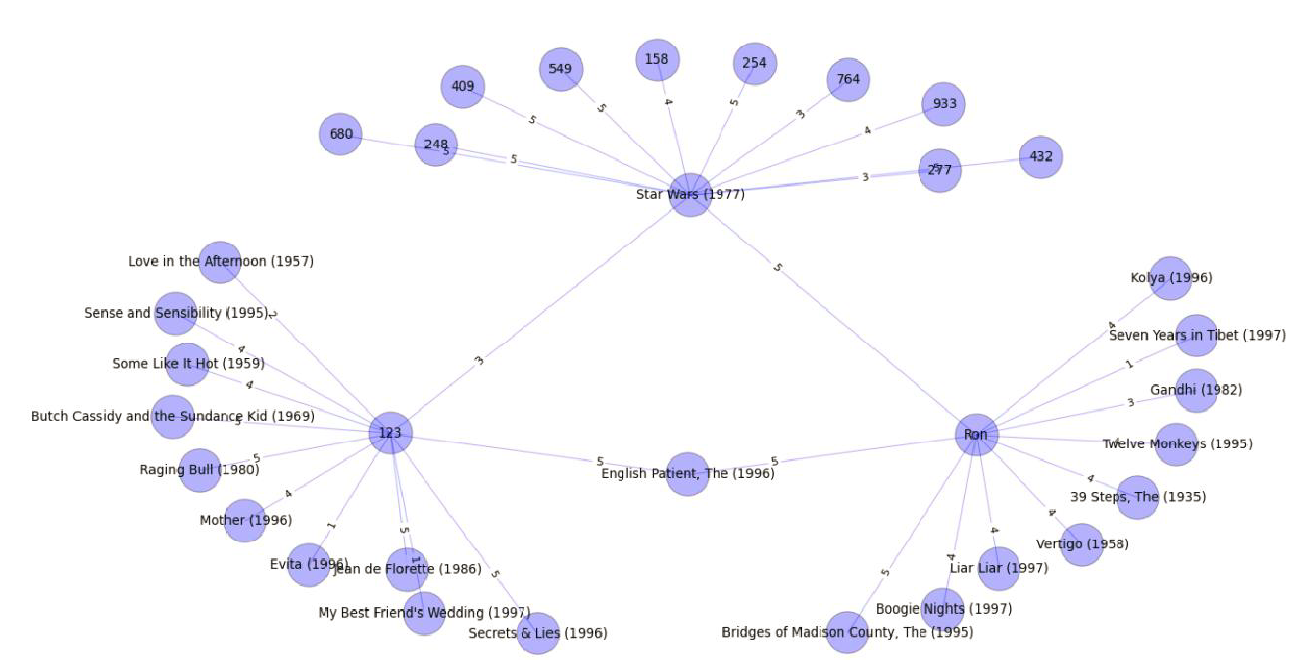 158
254
549
764
409
933
680
248
432
277
5
5
4
5
3
4
5
5
3
Star Wars (1977)
5
3
Love in the Afternoon (1957)
Sense and Sensibility (1995)
2
4
Some Like It Hot (1959)
4
Butch Cassidy and the Sundance Kid (1969)
5
123
Raging Bull (1980)
5
Mother (1996)
4
1
Evita (1996)
Jean de Florette (1986)
5
1
My Best Friend's Wedding (1997)
Secrets & Lies (1996)
5
5
English Patient, The (1996)
5
Ron
Kolya (1996)
4
Seven Years in Tibet (1997)
1
Gandhi (1982)
3
Twelve Monkeys (1995)
39 Steps, The (1935)
4
Vertigo (1958)
4
Liar Liar (1997)
4
Boogie Nights (1997)
4
Bridges of Madison County, The (1995)
5